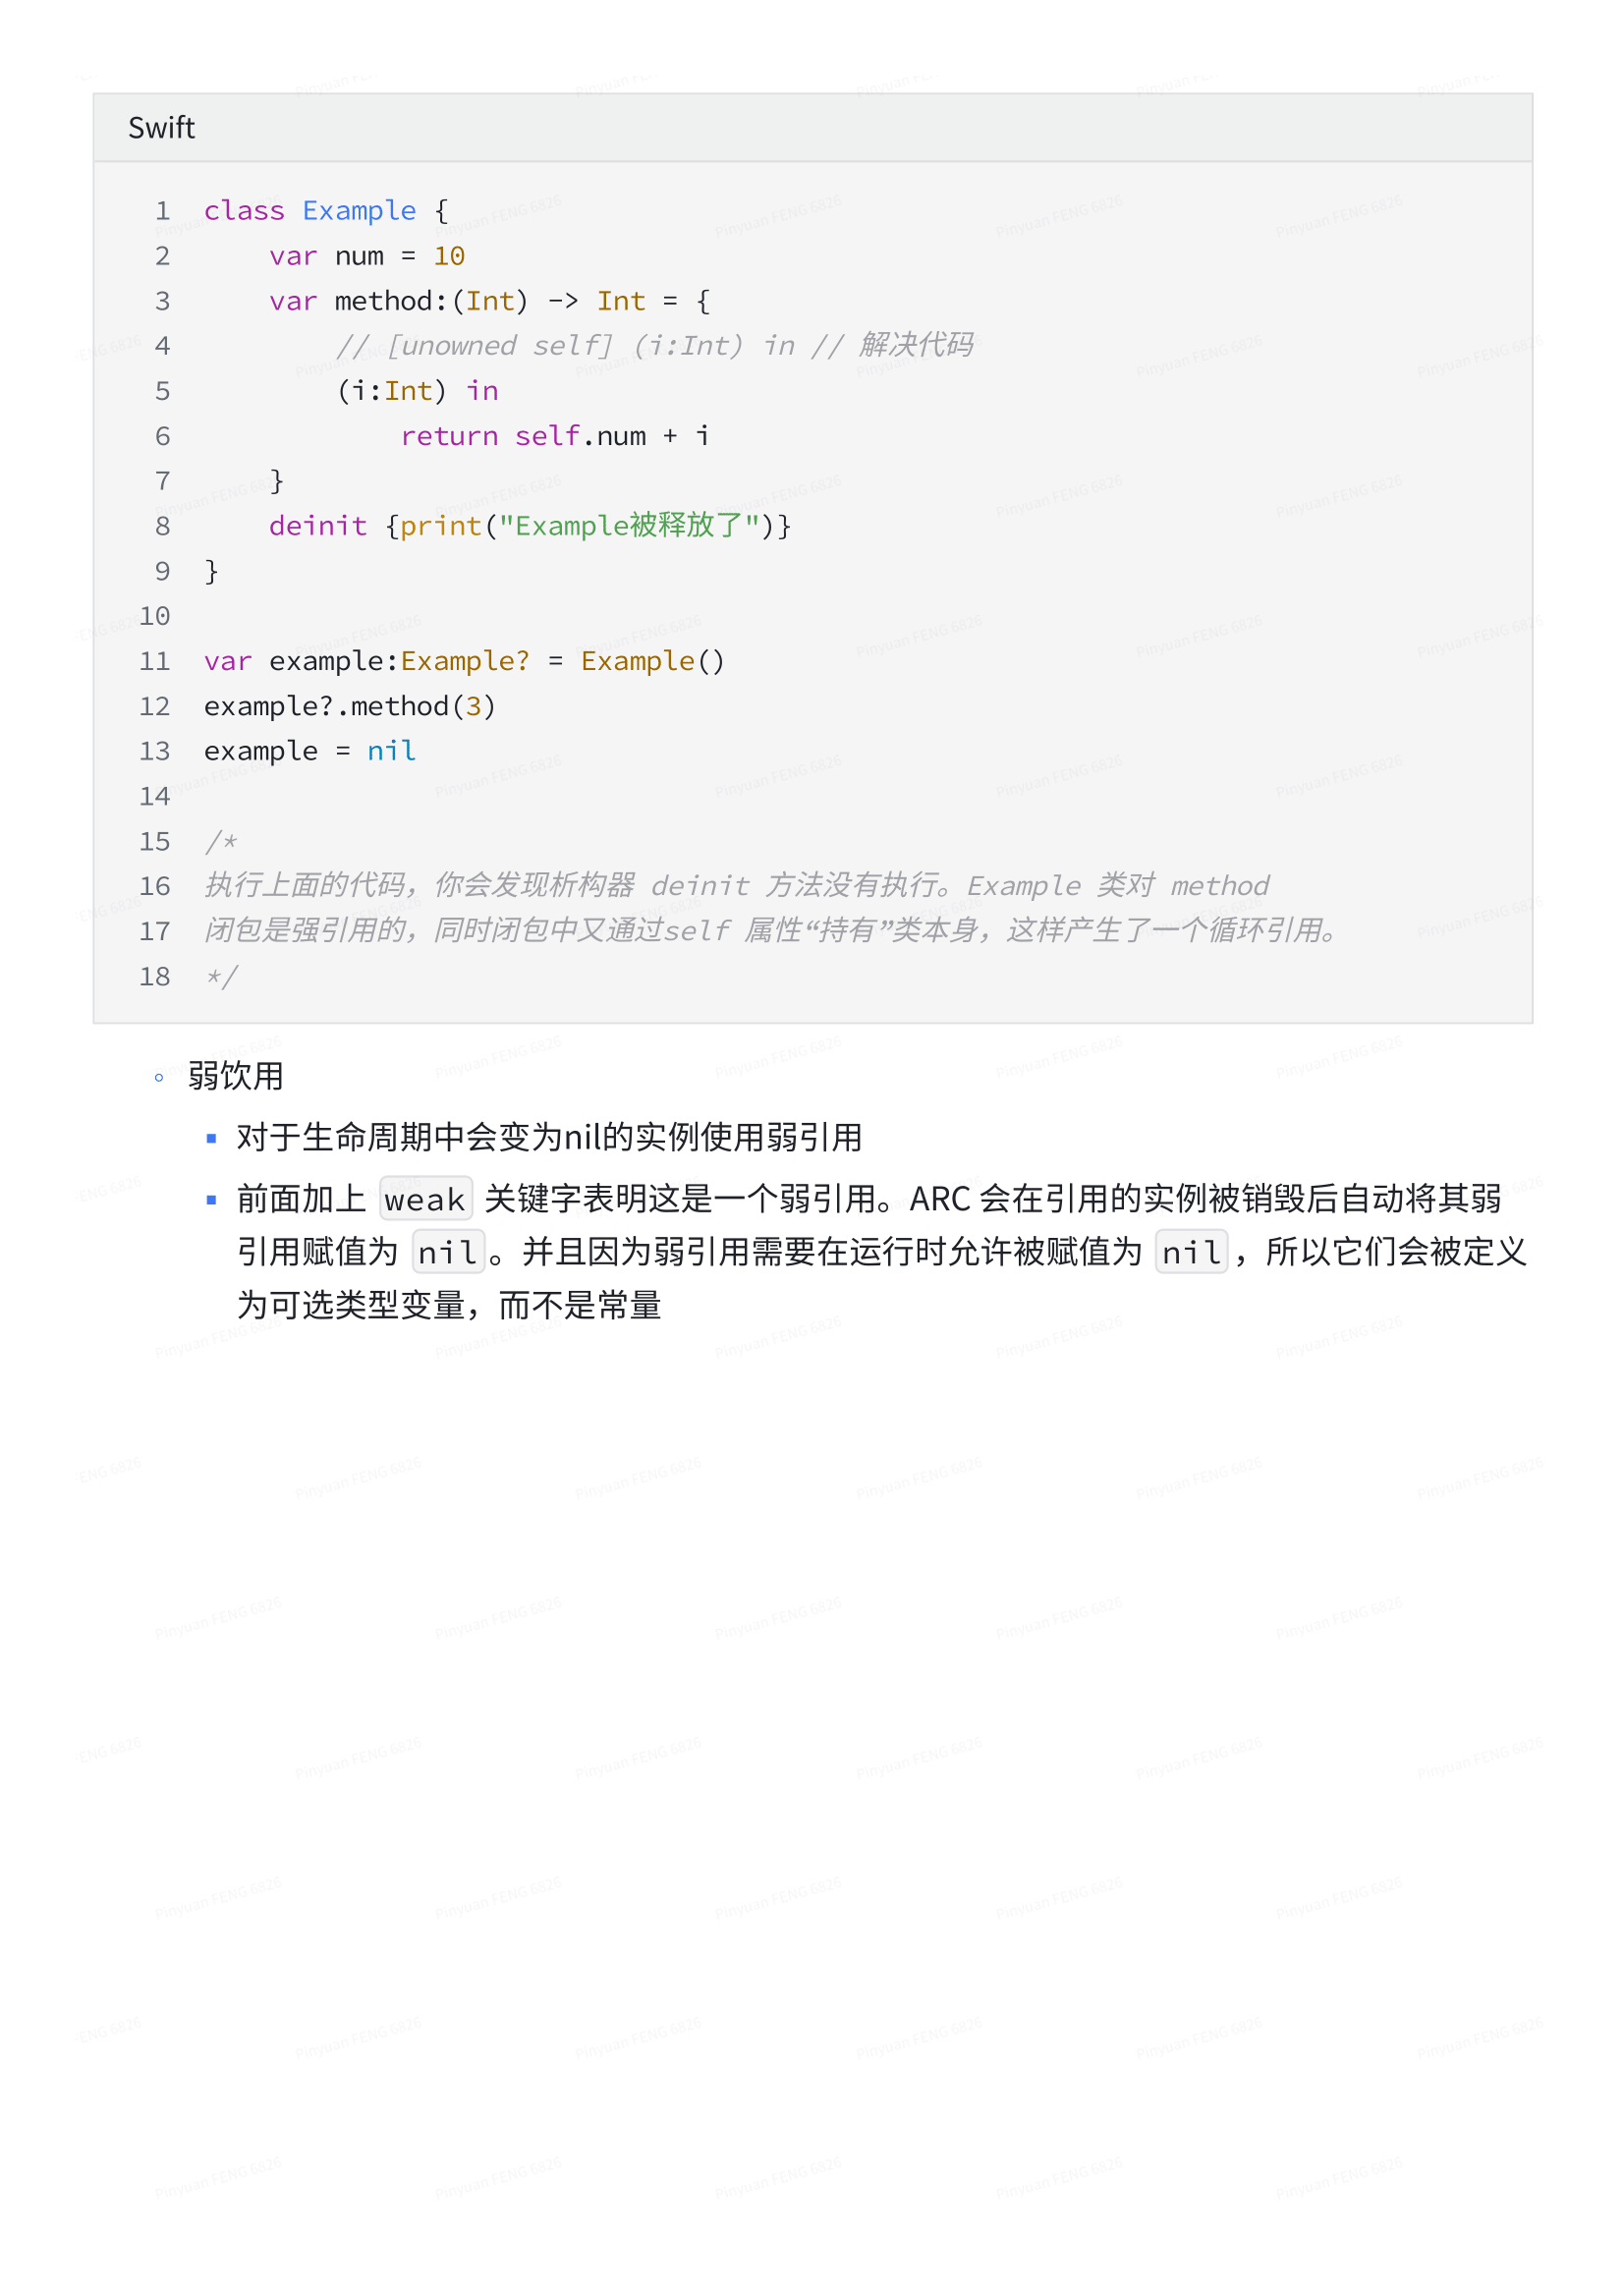 Swift
1 class Example {
2     var num = 10
3     var method:(Int) -> Int = {
4         // [unowned self] (i:Int) in // 解决代码
5         (i:Int) in
6             return self.num + i
7     }
8     deinit {print("Example被释放了")}
9 }
10
11 var example:Example? = Example()
12 example?.method(3)
13 example = nil
14
15 /*
16 执行上面的代码，你会发现析构器 deinit 方法没有执行。Example 类对 method
17 闭包是强引用的，同时闭包中又通过self 属性“持有”类本身，这样产生了一个循环引用。
18 */
◦ 弱饮用
▪ 对于生命周期中会变为nil的实例使用弱引用
▪ 前面加上 weak 关键字表明这是一个弱引用。ARC 会在引用的实例被销毁后自动将其弱
引用赋值为 nil 。并且因为弱引用需要在运行时允许被赋值为 nil ，所以它们会被定义
为可选类型变量，而不是常量
Pinyuan FENG 6826